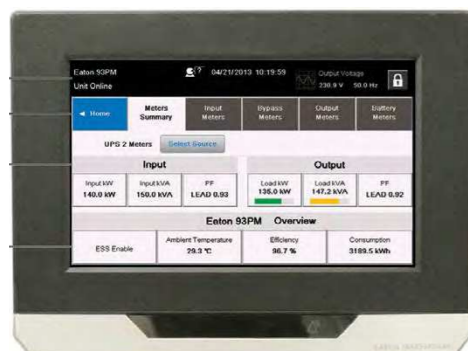 Eaton 93PM
04/21/2013 10:19:59
Output Voltage
Unit Online
230.9 V 50.0 Hz
Home
Meters Summary
Input Meters
Bypass Meters
Output Meters
Battery Meters
UPS 2 Meters
Select Source
Input
Output
Input kW
140.0 kW
Input kVA
150.0 kVA
PF
LEAD 0.93
Load kW
135.0 kW
Load kVA
147.2 kVA
PF
LEAD 0.92
Eaton 93PM Overview
ESS Enable
Ambient Temperature
29.3 °C
Efficiency
96.7 %
Consumption
3189.5 kWh